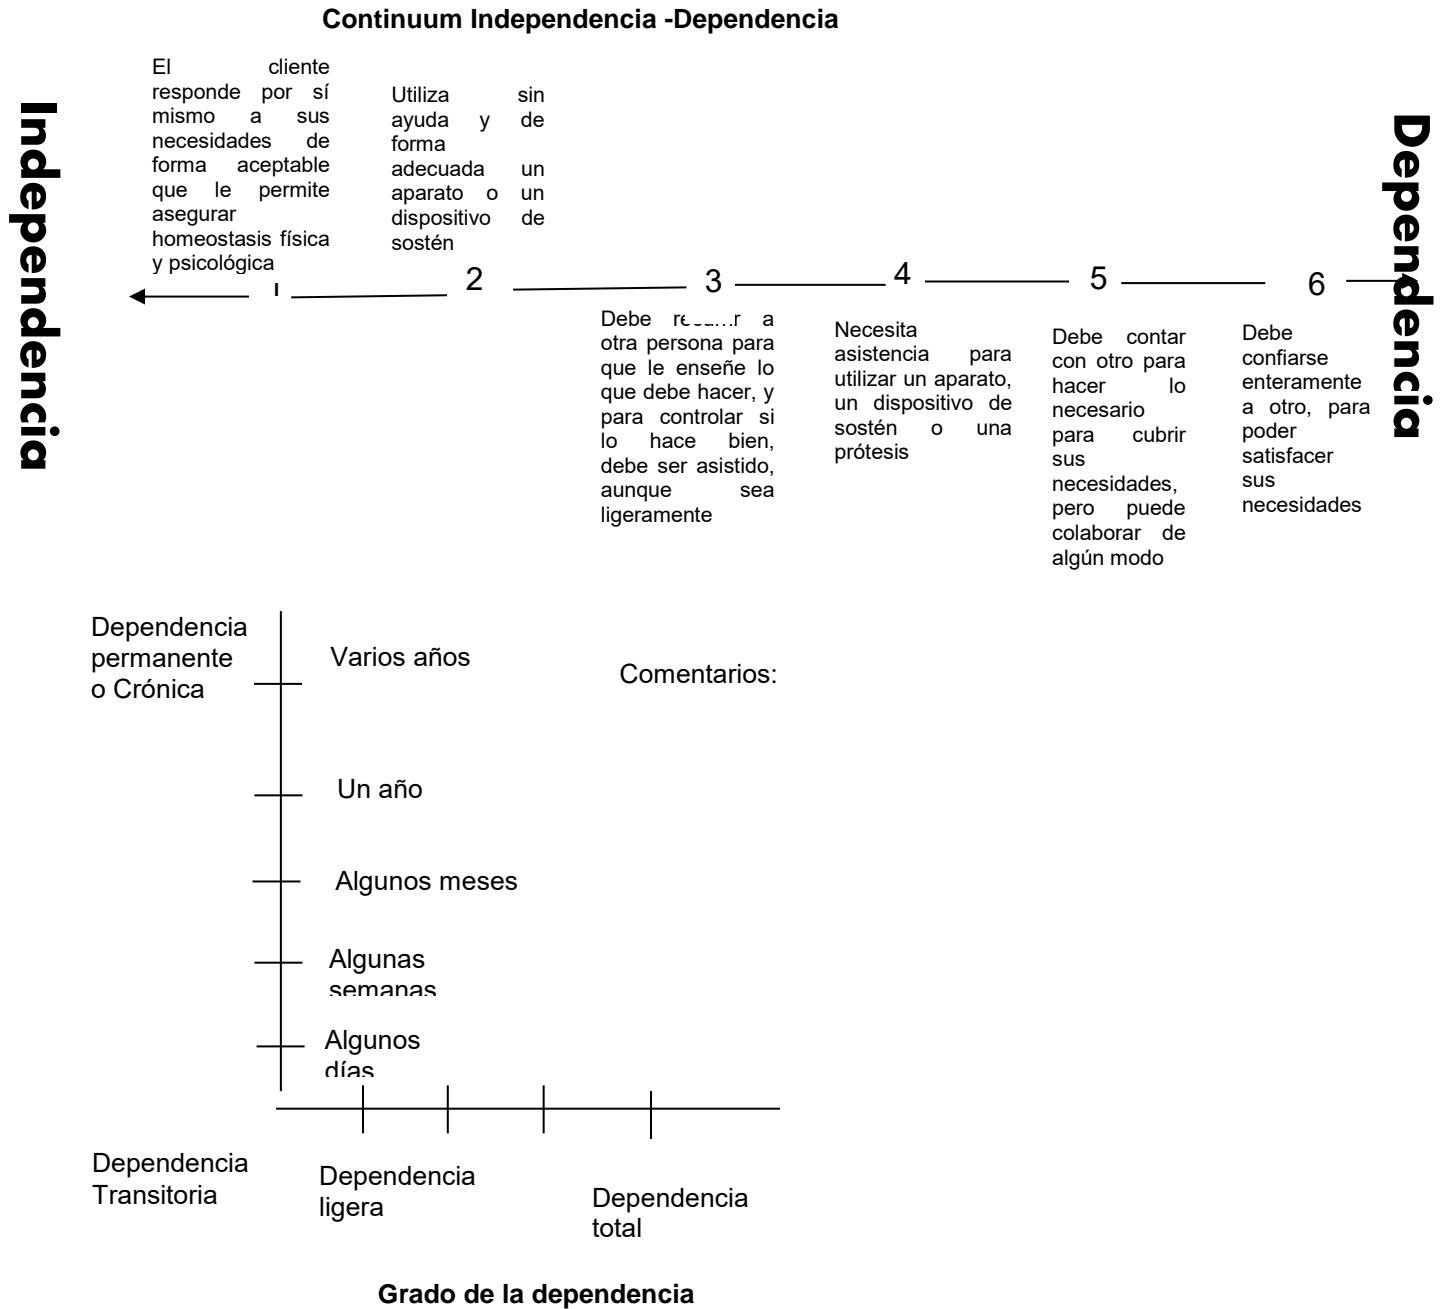 Continuum Independencia -Dependencia
Independencia
El cliente
responde por sí
mismo a sus
necesidades de
forma aceptable
que le permite
asegurar
homeostasis física
y psicológica
Utiliza sin
ayuda y de
forma
adecuada un
aparato o un
dispositivo de
sostén
Dependencia
2
3
4
5
6
Debe a
otra persona para
que le enseñe lo
que debe hacer, y
para controlar si
lo hace bien,
debe ser asistido,
aunque sea
ligeramente
Necesita
asistencia para
utilizar un aparato,
un dispositivo de
sostén o una
prótesis
Debe contar
con otro para
hacer lo
necesario
para cubrir
sus
necesidades,
pero puede
colaborar de
algún modo
Debe
confiarse
enteramente
a otro, para
poder
satisfacer
sus
necesidades
Dependencia
permanente
o Crónica
Varios años
Comentarios:
Un año
Algunos meses
Algunas
semanas
Algunos
días
Dependencia
Transitoria
Dependencia
ligera
Dependencia
total
Grado de la dependencia